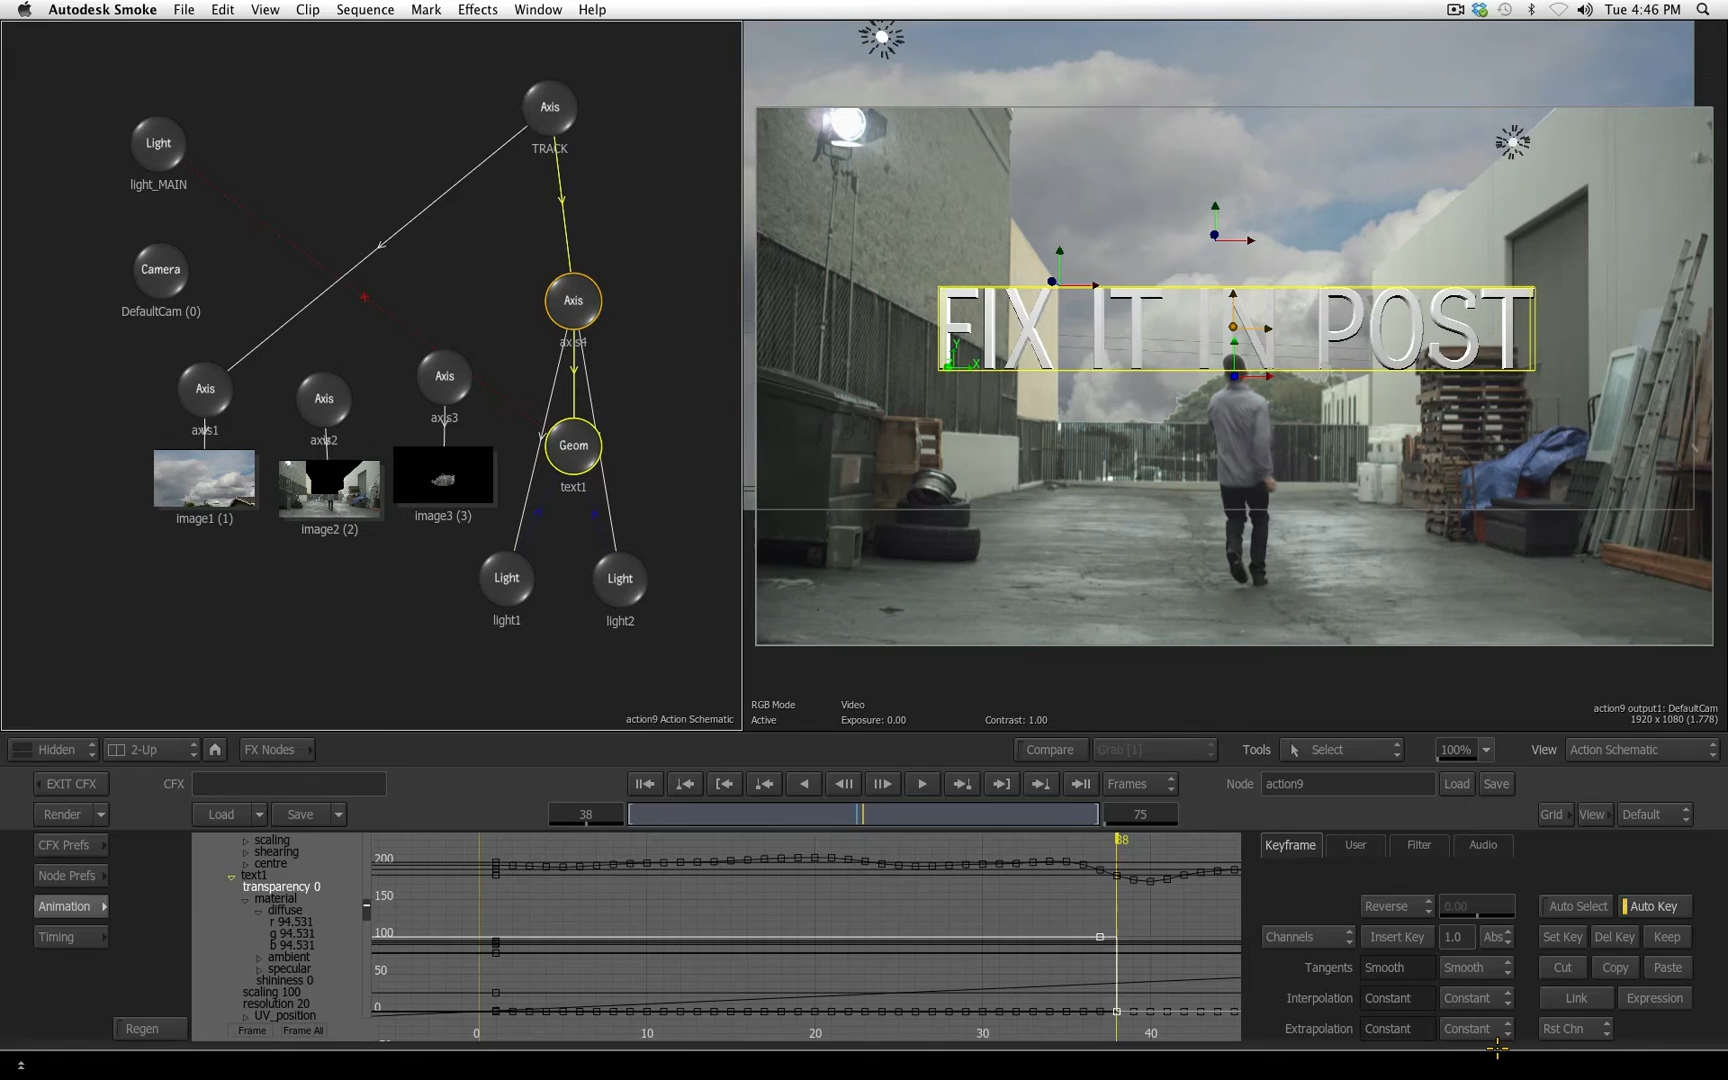 Autodesk Smoke File Edit View Clip Sequence Mark Effects Window Help Tue 4:46 PM
Axis
TRACK
Light
light_MAIN
Camera
DefaultCam (0)
Axis
axis4
Axis
axis1
Axis
axis2
Axis
axis3
Geom
text1
image1 (1)
image2 (2)
image3 (3)
Light
light1
Light
light2
action9 Action Schematic
FIX IT IN POST
Y
X
RGB Mode Video
Active Exposure: 0.00 Contrast: 1.00
action9 output1: DefaultCam
1920 x 1080 (1.778)
Hidden 2-Up FX Nodes Compare Grab [1] Tools Select 100% View Action Schematic
EXIT CFX CFX Frames Node action9 Load Save
Render Load Save 38 75 Grid View Default
CFX Prefs
Node Prefs
Animation
Timing
Regen
scaling
shearing
centre
text1
transparency 0
material
diffuse
r 94.531
g 94.531
b 94.531
ambient
specular
shininess 0
scaling 100
resolution 20
UV_position
Frame Frame All
38
200
150
100
50
0
0 10 20 30 40
Keyframe User Filter Audio
Reverse 0.00 Auto Select Auto Key
Channels Insert Key 1.0 Abs Set Key Del Key Keep
Tangents Smooth Smooth Cut Copy Paste
Interpolation Constant Constant Link Expression
Extrapolation Constant Constant Rst Chn